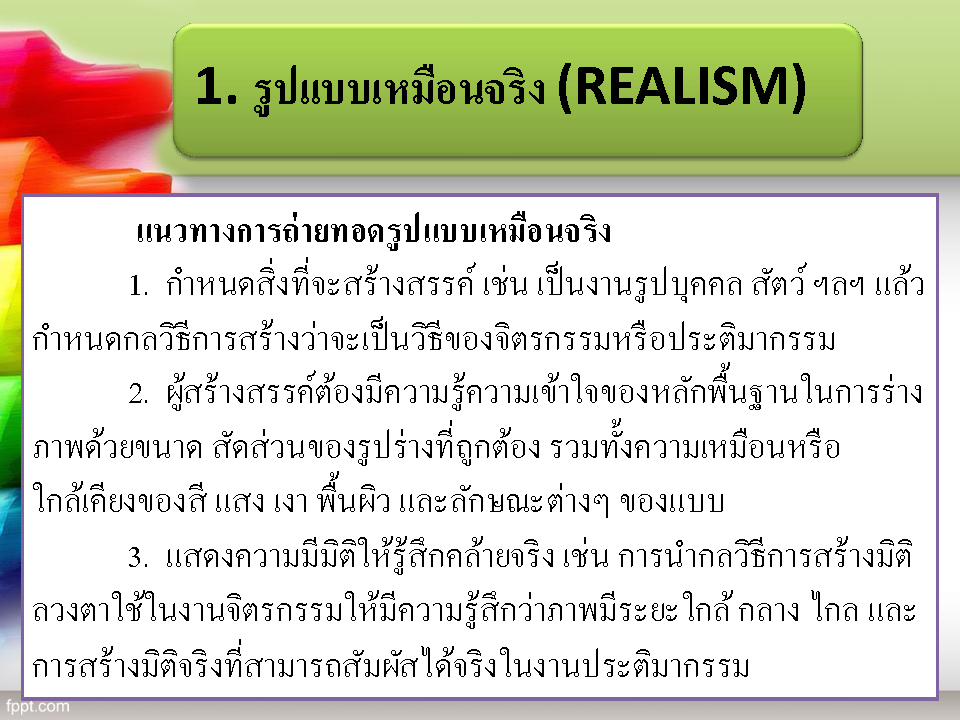 1. รูปแบบเหมือนจริง (REALISM)
แนวทางการถ่ายทอดรูปแบบเหมือนจริง
1. กำหนดสิ่งที่จะสร้างสรรค์ เช่น เป็นงานรูปบุคคล สัตว์ ฯลฯ แล้ว
กำหนดกลวิธีการสร้างว่าจะเป็นวิธีของจิตรกรรมหรือประติมากรรม
2. ผู้สร้างสรรค์ต้องมีความรู้ความเข้าใจของหลักพื้นฐานในการร่าง
ภาพด้วยขนาด สัดส่วนของรูปร่างที่ถูกต้อง รวมทั้งความเหมือนหรือ
ใกล้เคียงของสี แสง เงา พื้นผิว และลักษณะต่างๆ ของแบบ
3. แสดงความมีมิติให้รู้สึกคล้ายจริง เช่น การนำกลวิธีการสร้างมิติ
ลวงตาใช้ในงานจิตรกรรมให้มีความรู้สึกว่าภาพมีระยะใกล้ กลาง ไกล และ
การสร้างมิติจริงที่สามารถสัมผัสได้จริงในงานประติมากรรม
fppt.com